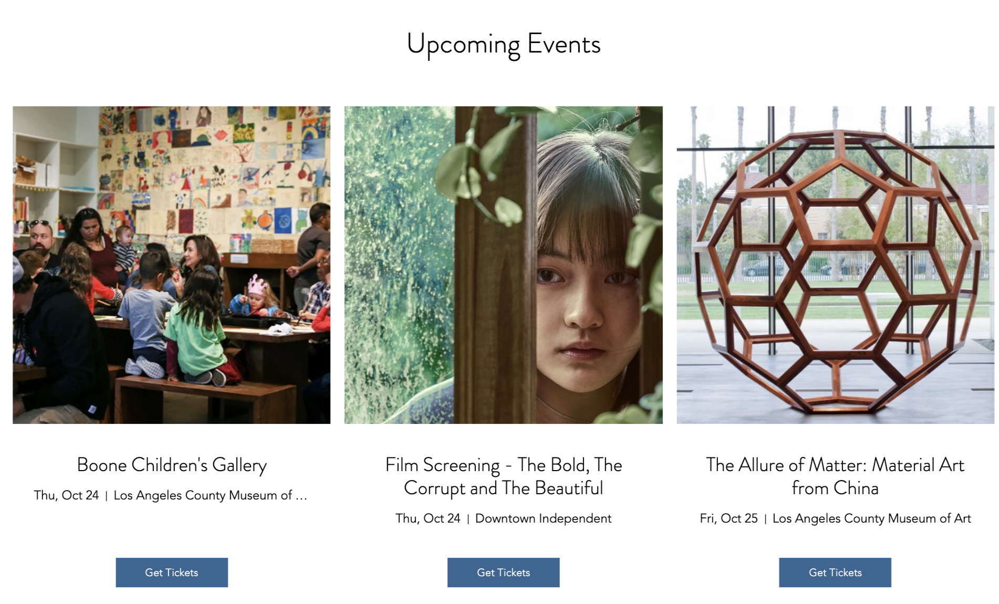 Upcoming Events
Boone Children's Gallery
Thu, Oct 24 | Los Angeles County Museum of ...
Get Tickets
Film Screening - The Bold, The
Corrupt and The Beautiful
Thu, Oct 24 | Downtown Independent
Get Tickets
The Allure of Matter: Material Art
from China
Fri, Oct 25 | Los Angeles County Museum of Art
Get Tickets